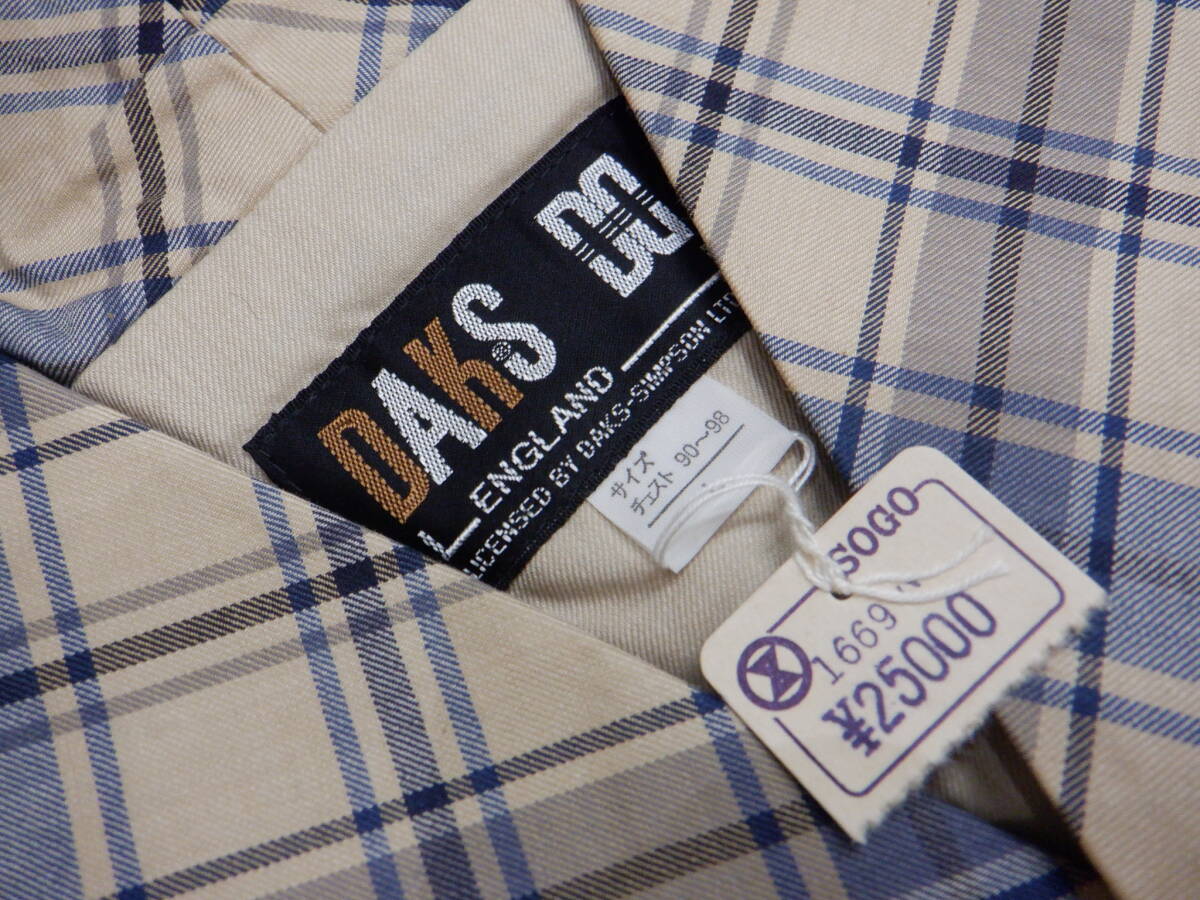 DAKS
ENGLAND
LICENSED BY DAKS-SIMPSON LTD
サイズ
チェスト 90〜98
SOGO
1669
¥25000